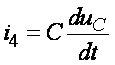 i₄ = C du_C/dt